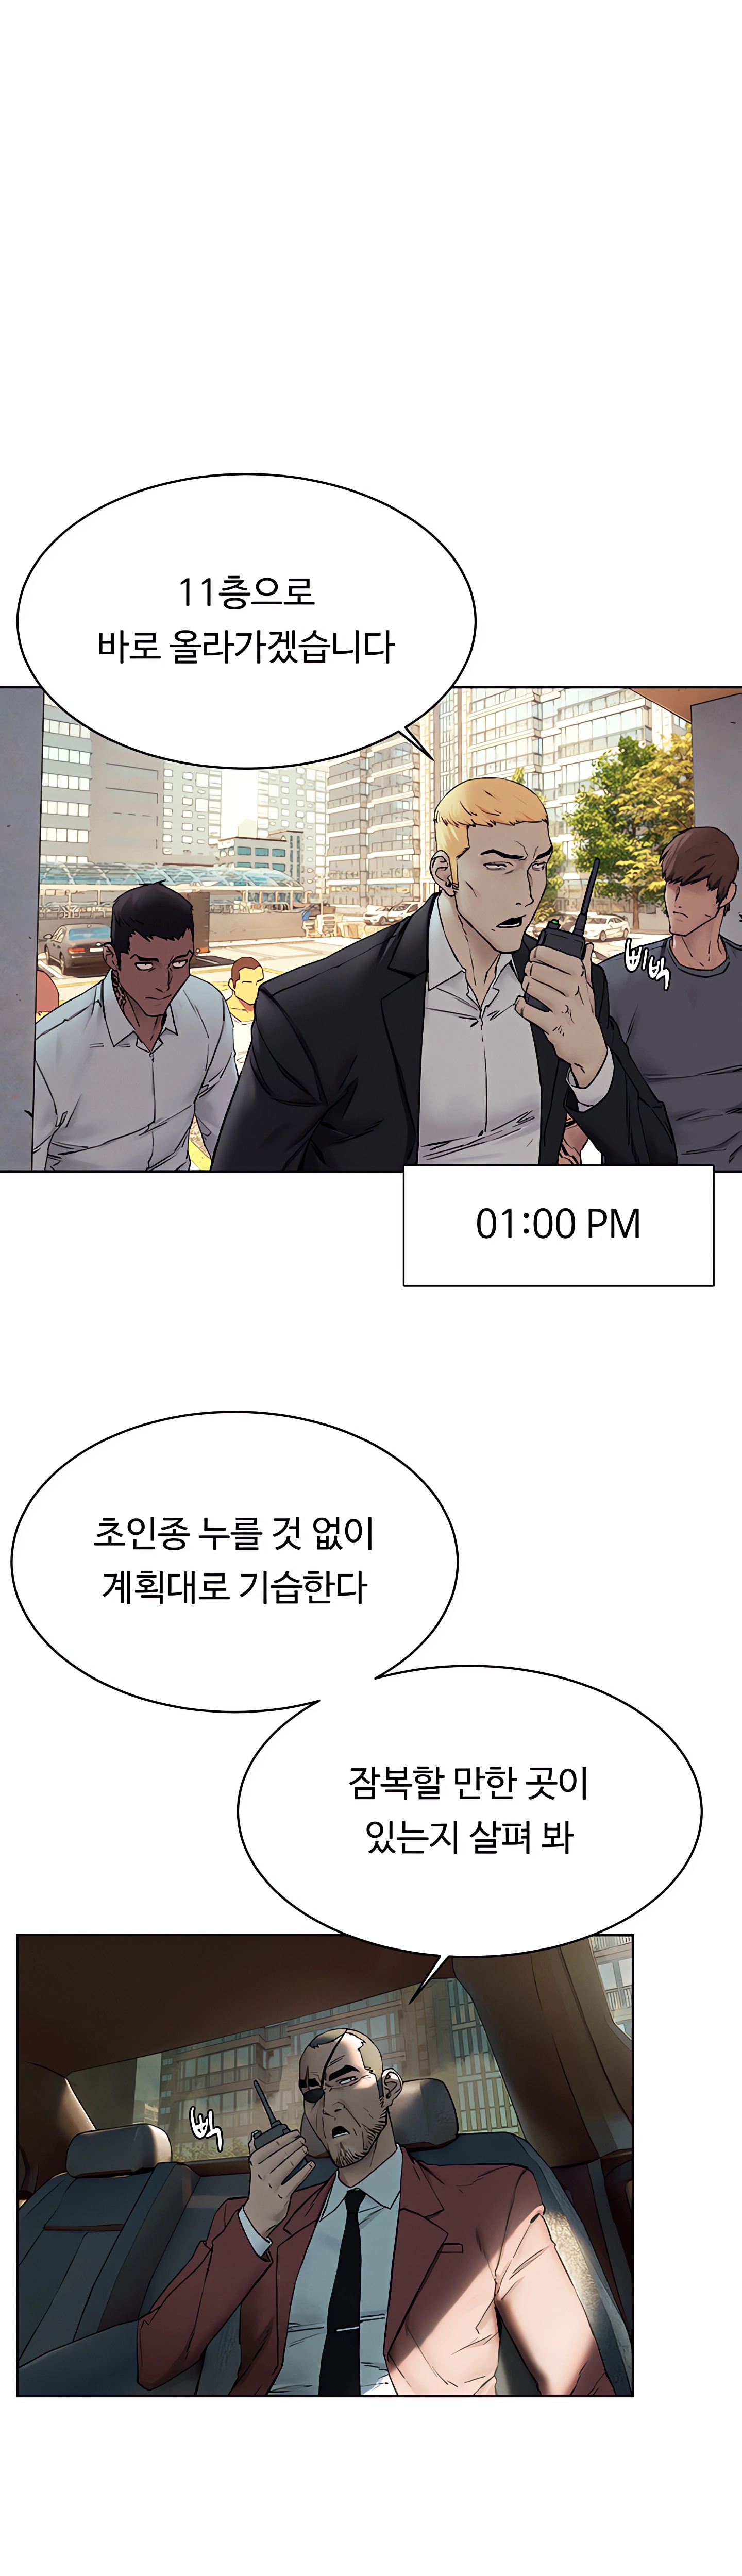 11층으로
바로 올라가겠습니다
삐빅
01:00 PM
초인종 누를 것 없이
계획대로 기습한다
잠복할 만한 곳이
있는지 살펴 봐
삑